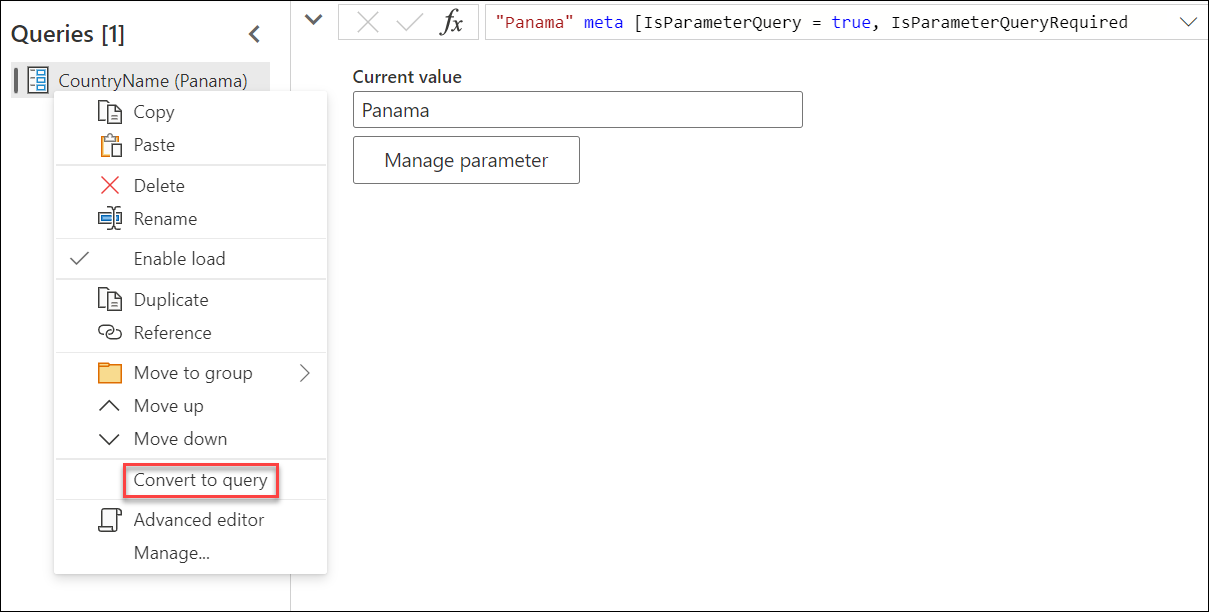 Queries [1]
fx
"Panama" meta [IsParameterQuery = true, IsParameterQueryRequired
CountryName (Panama)
Copy
Paste
Delete
Rename
Enable load
Duplicate
Reference
Move to group
Move up
Move down
Convert to query
Advanced editor
Manage...
Current value
Panama
Manage parameter